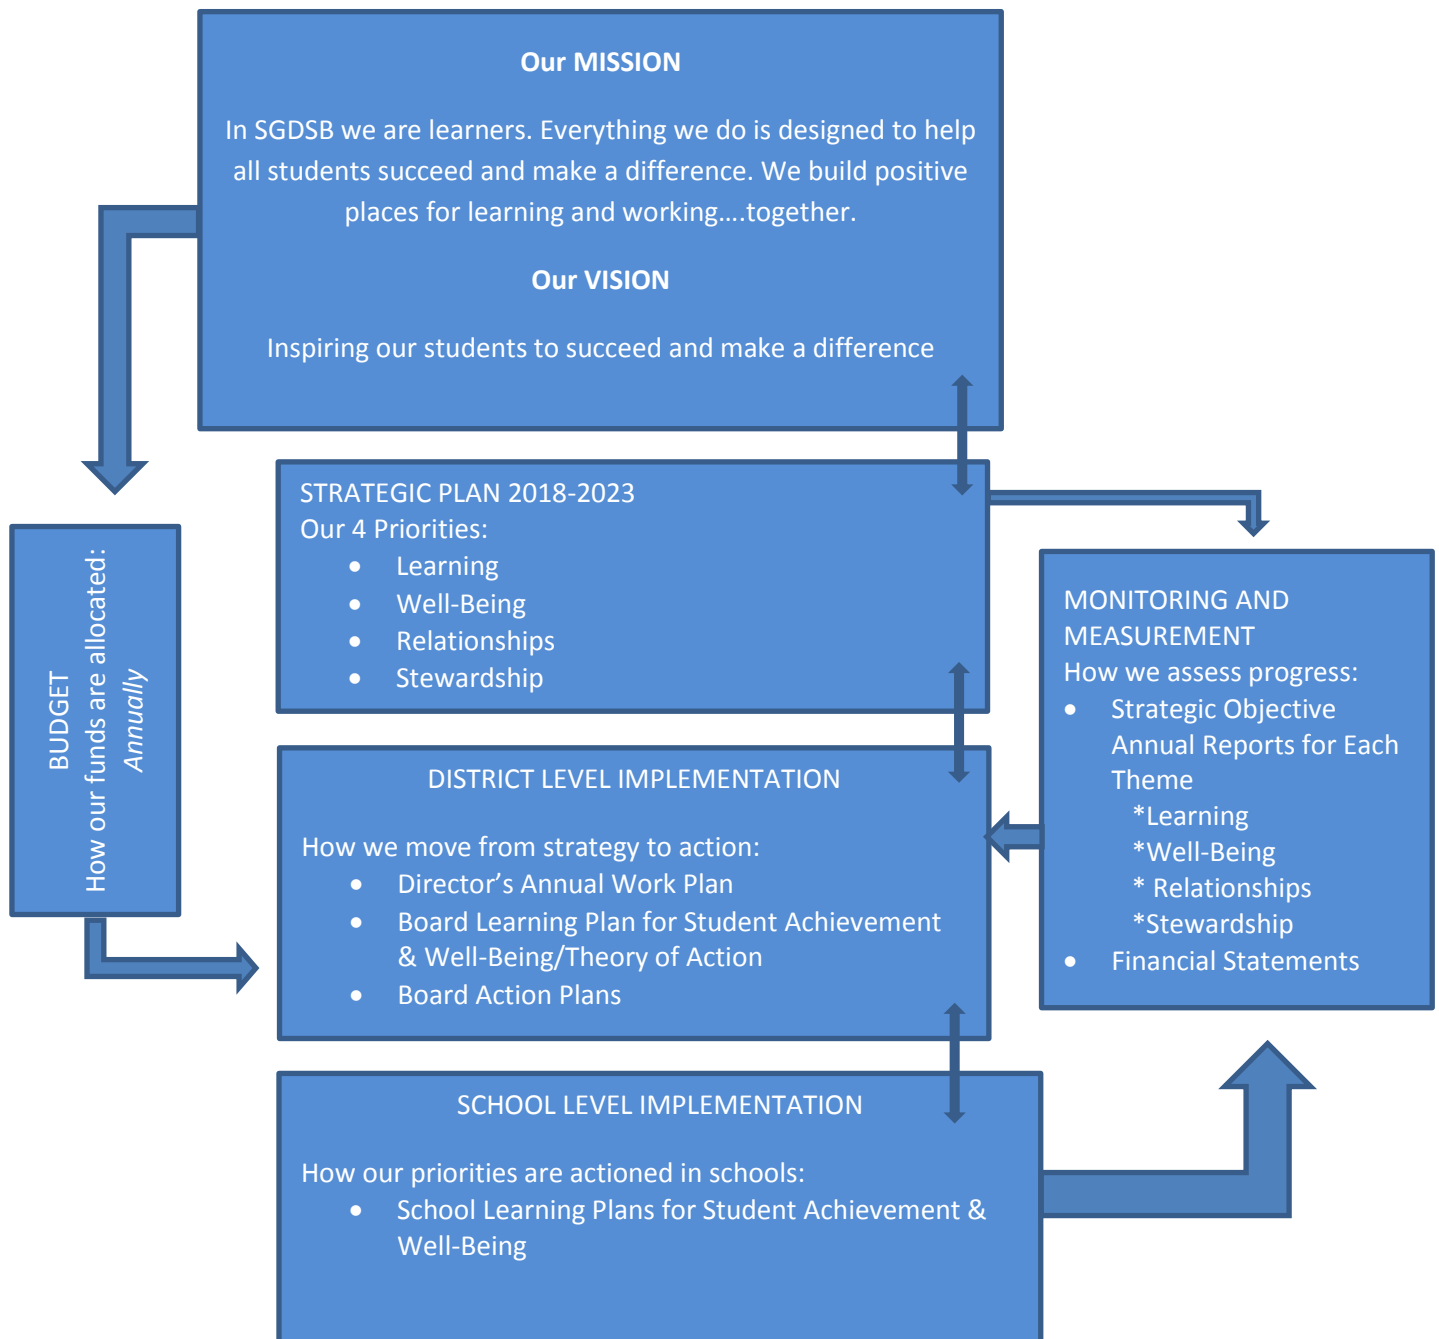 Our MISSION
In SGDSB we are learners. Everything we do is designed to help
all students succeed and make a difference. We build positive
places for learning and working….together.
Our VISION
Inspiring our students to succeed and make a difference
STRATEGIC PLAN 2018-2023
Our 4 Priorities:
• Learning
• Well-Being
• Relationships
• Stewardship
BUDGET
How our funds are allocated:
Annually
MONITORING AND
MEASUREMENT
How we assess progress:
• Strategic Objective
Annual Reports for Each
Theme
*Learning
*Well-Being
* Relationships
*Stewardship
• Financial Statements
DISTRICT LEVEL IMPLEMENTATION
How we move from strategy to action:
• Director’s Annual Work Plan
• Board Learning Plan for Student Achievement
& Well-Being/Theory of Action
• Board Action Plans
SCHOOL LEVEL IMPLEMENTATION
How our priorities are actioned in schools:
• School Learning Plans for Student Achievement &
Well-Being